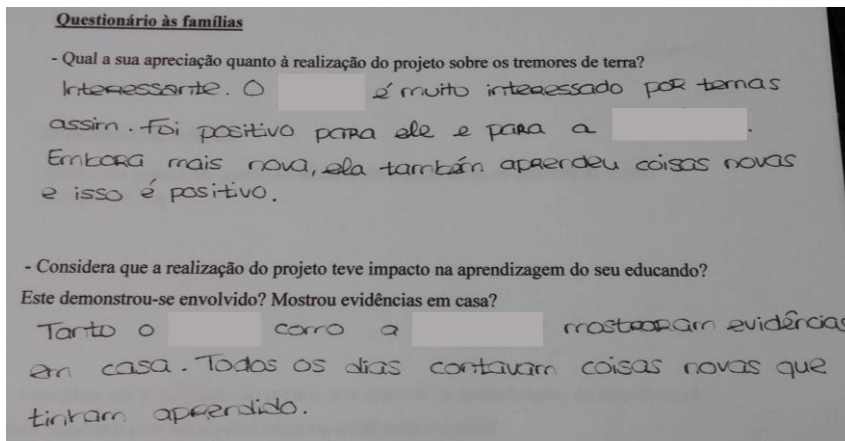 Questionário às famílias
- Qual a sua apreciação quanto à realização do projeto sobre os tremores de terra?
Interessante. O é muito interessado por temas
assim. Foi positivo para ele e para a .
Embora mais nova, ela também aprendeu coisas novas
e isso é positivo.
- Considera que a realização do projeto teve impacto na aprendizagem do seu educando?
Este demonstrou-se envolvido? Mostrou evidências em casa?
Tanto o como a mostraram evidências
em casa. Todos os dias contavam coisas novas que
tinham aprendido.